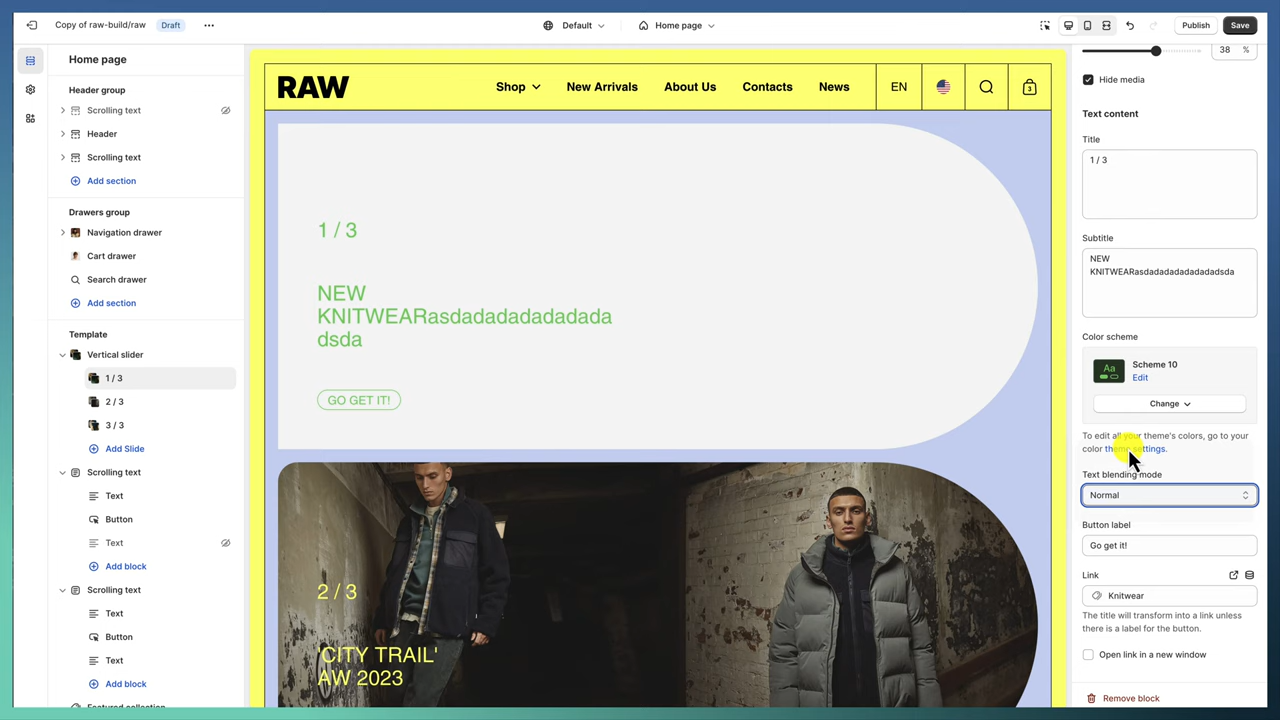 Copy of raw-build/raw
Draft
Default
Home page
Publish
Save
Home page
Header group
Scrolling text
Header
Scrolling text
Add section
Drawers group
Navigation drawer
Cart drawer
Search drawer
Add section
Template
Vertical slider
1 / 3
2 / 3
3 / 3
Add Slide
Scrolling text
Text
Button
Text
Add block
Scrolling text
Text
Button
Text
Add block
Featured collection
RAW
Shop
New Arrivals
About Us
Contacts
News
EN
3
1 / 3
NEW
KNITWEARasdadadadadadada
dsda
GO GET IT!
2 / 3
'CITY TRAIL'
AW 2023
38 %
Hide media
Text content
Title
1 / 3
Subtitle
NEW
KNITWEARasdadadadadadadadsda
Color scheme
Aa
Scheme 10
Edit
Change
To edit all your theme's colors, go to your
color theme settings.
Text blending mode
Normal
Button label
Go get it!
Link
Knitwear
The title will transform into a link unless
there is a label for the button.
Open link in a new window
Remove block